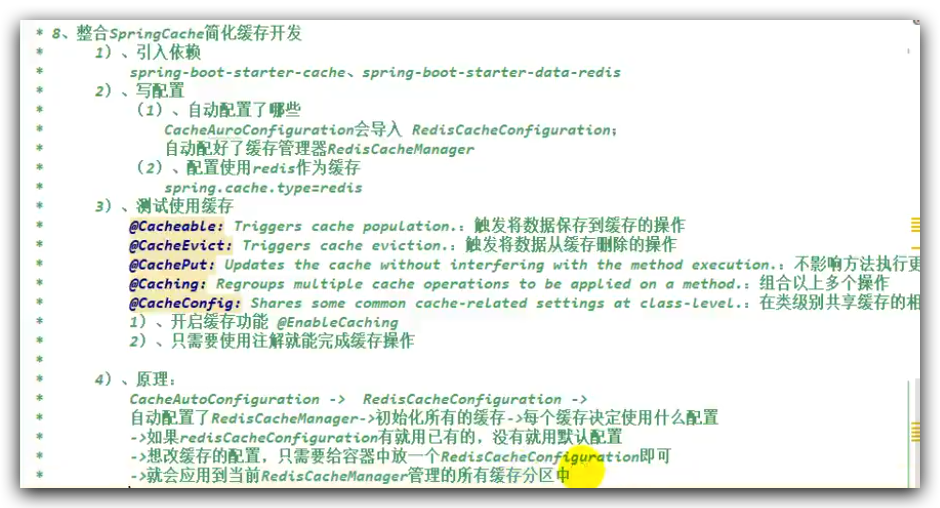 * 8、整合SpringCache简化缓存开发
* 1）、引入依赖
* spring-boot-starter-cache、spring-boot-starter-data-redis
* 2）、写配置
* （1）、自动配置了哪些
* CacheAuroConfiguration会导入 RedisCacheConfiguration；
* 自动配好了缓存管理器RedisCacheManager
* （2）、配置使用redis作为缓存
* spring.cache.type=redis
* 3）、测试使用缓存
* @Cacheable: Triggers cache population.：触发将数据保存到缓存的操作
* @CacheEvict: Triggers cache eviction.：触发将数据从缓存删除的操作
* @CachePut: Updates the cache without interfering with the method execution.：不影响方法执行更
* @Caching: Regroups multiple cache operations to be applied on a method.：组合以上多个操作
* @CacheConfig: Shares some common cache-related settings at class-level.：在类级别共享缓存的相
* 1）、开启缓存功能 @EnableCaching
* 2）、只需要使用注解就能完成缓存操作
*
* 4）、原理：
* CacheAutoConfiguration -> RedisCacheConfiguration ->
* 自动配置了RedisCacheManager->初始化所有的缓存->每个缓存决定使用什么配置
* ->如果redisCacheConfiguration有就用已有的，没有就用默认配置
* ->想改缓存的配置，只需要给容器中放一个RedisCacheConfiguration即可
* ->就会应用到当前RedisCacheManager管理的所有缓存分区中